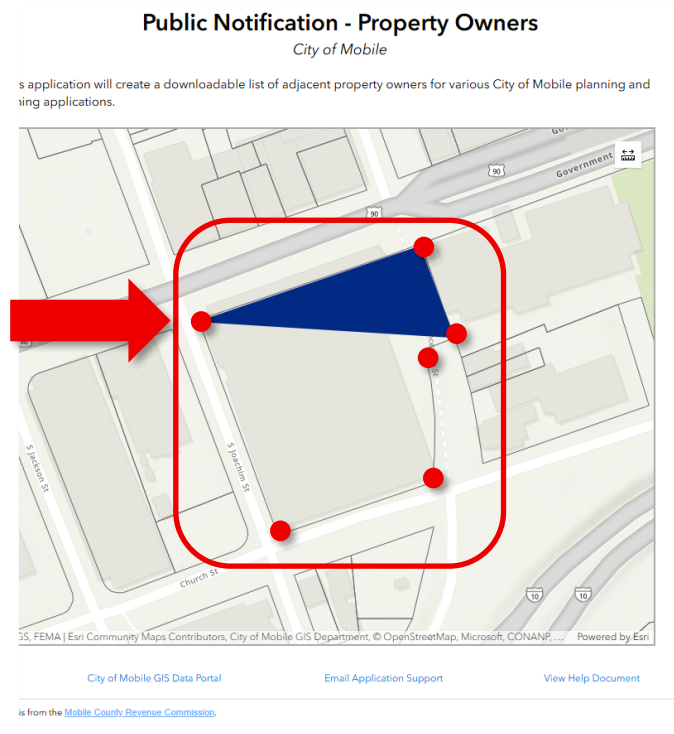 Public Notification - Property Owners
City of Mobile
s application will create a downloadable list of adjacent property owners for various City of Mobile planning and
ning applications.
Government
90
90
S Jackson St
S Joachim St
St
Church St
10
10
GS, FEMA | Esri Community Maps Contributors, City of Mobile GIS Department, © OpenStreetMap, Microsoft, CONANP, ...
Powered by Esri
City of Mobile GIS Data Portal
Email Application Support
View Help Document
is from the Mobile County Revenue Commission.